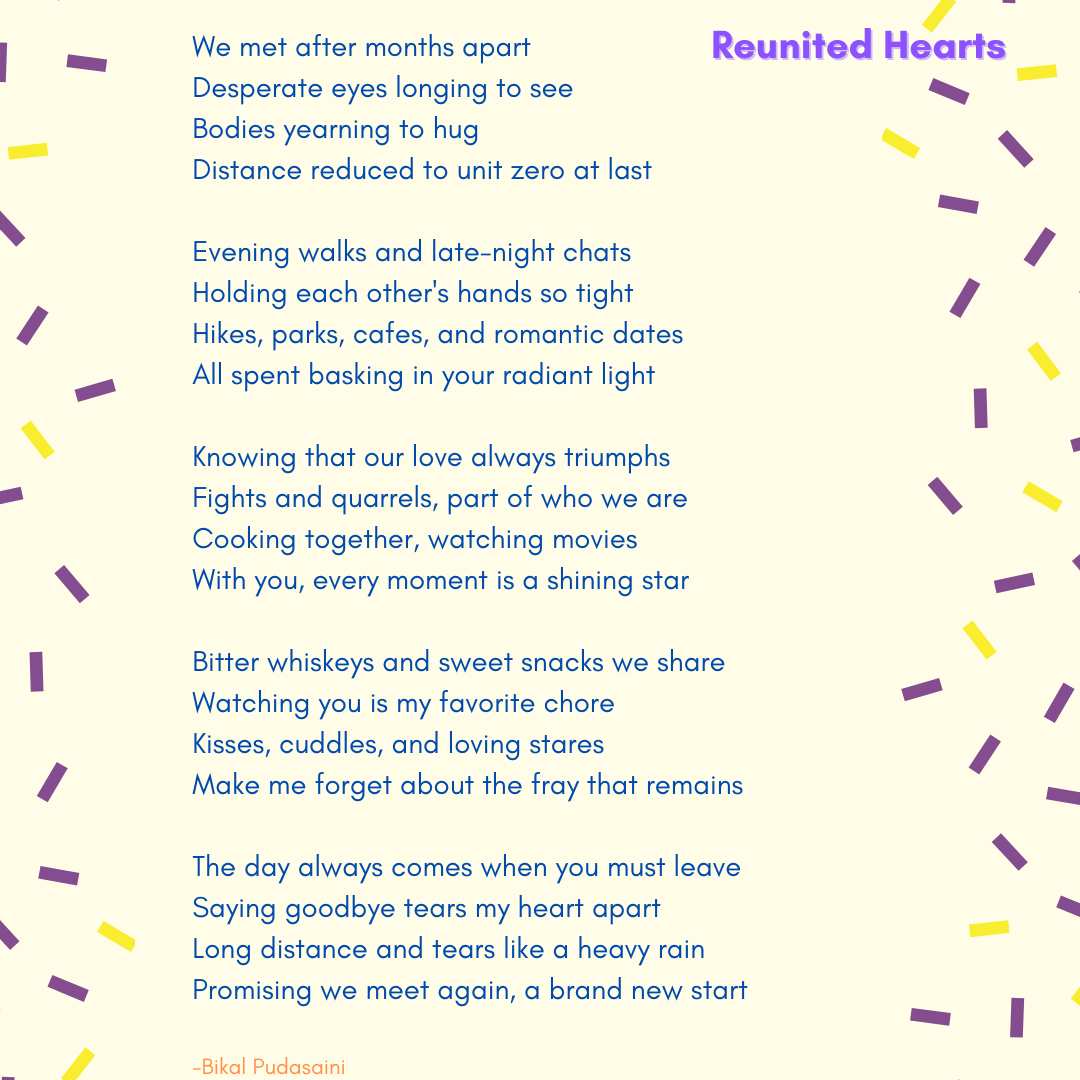 Reunited Hearts
We met after months apart
Desperate eyes longing to see
Bodies yearning to hug
Distance reduced to unit zero at last
Evening walks and late-night chats
Holding each other's hands so tight
Hikes, parks, cafes, and romantic dates
All spent basking in your radiant light
Knowing that our love always triumphs
Fights and quarrels, part of who we are
Cooking together, watching movies
With you, every moment is a shining star
Bitter whiskeys and sweet snacks we share
Watching you is my favorite chore
Kisses, cuddles, and loving stares
Make me forget about the fray that remains
The day always comes when you must leave
Saying goodbye tears my heart apart
Long distance and tears like a heavy rain
Promising we meet again, a brand new start
-Bikal Pudasaini